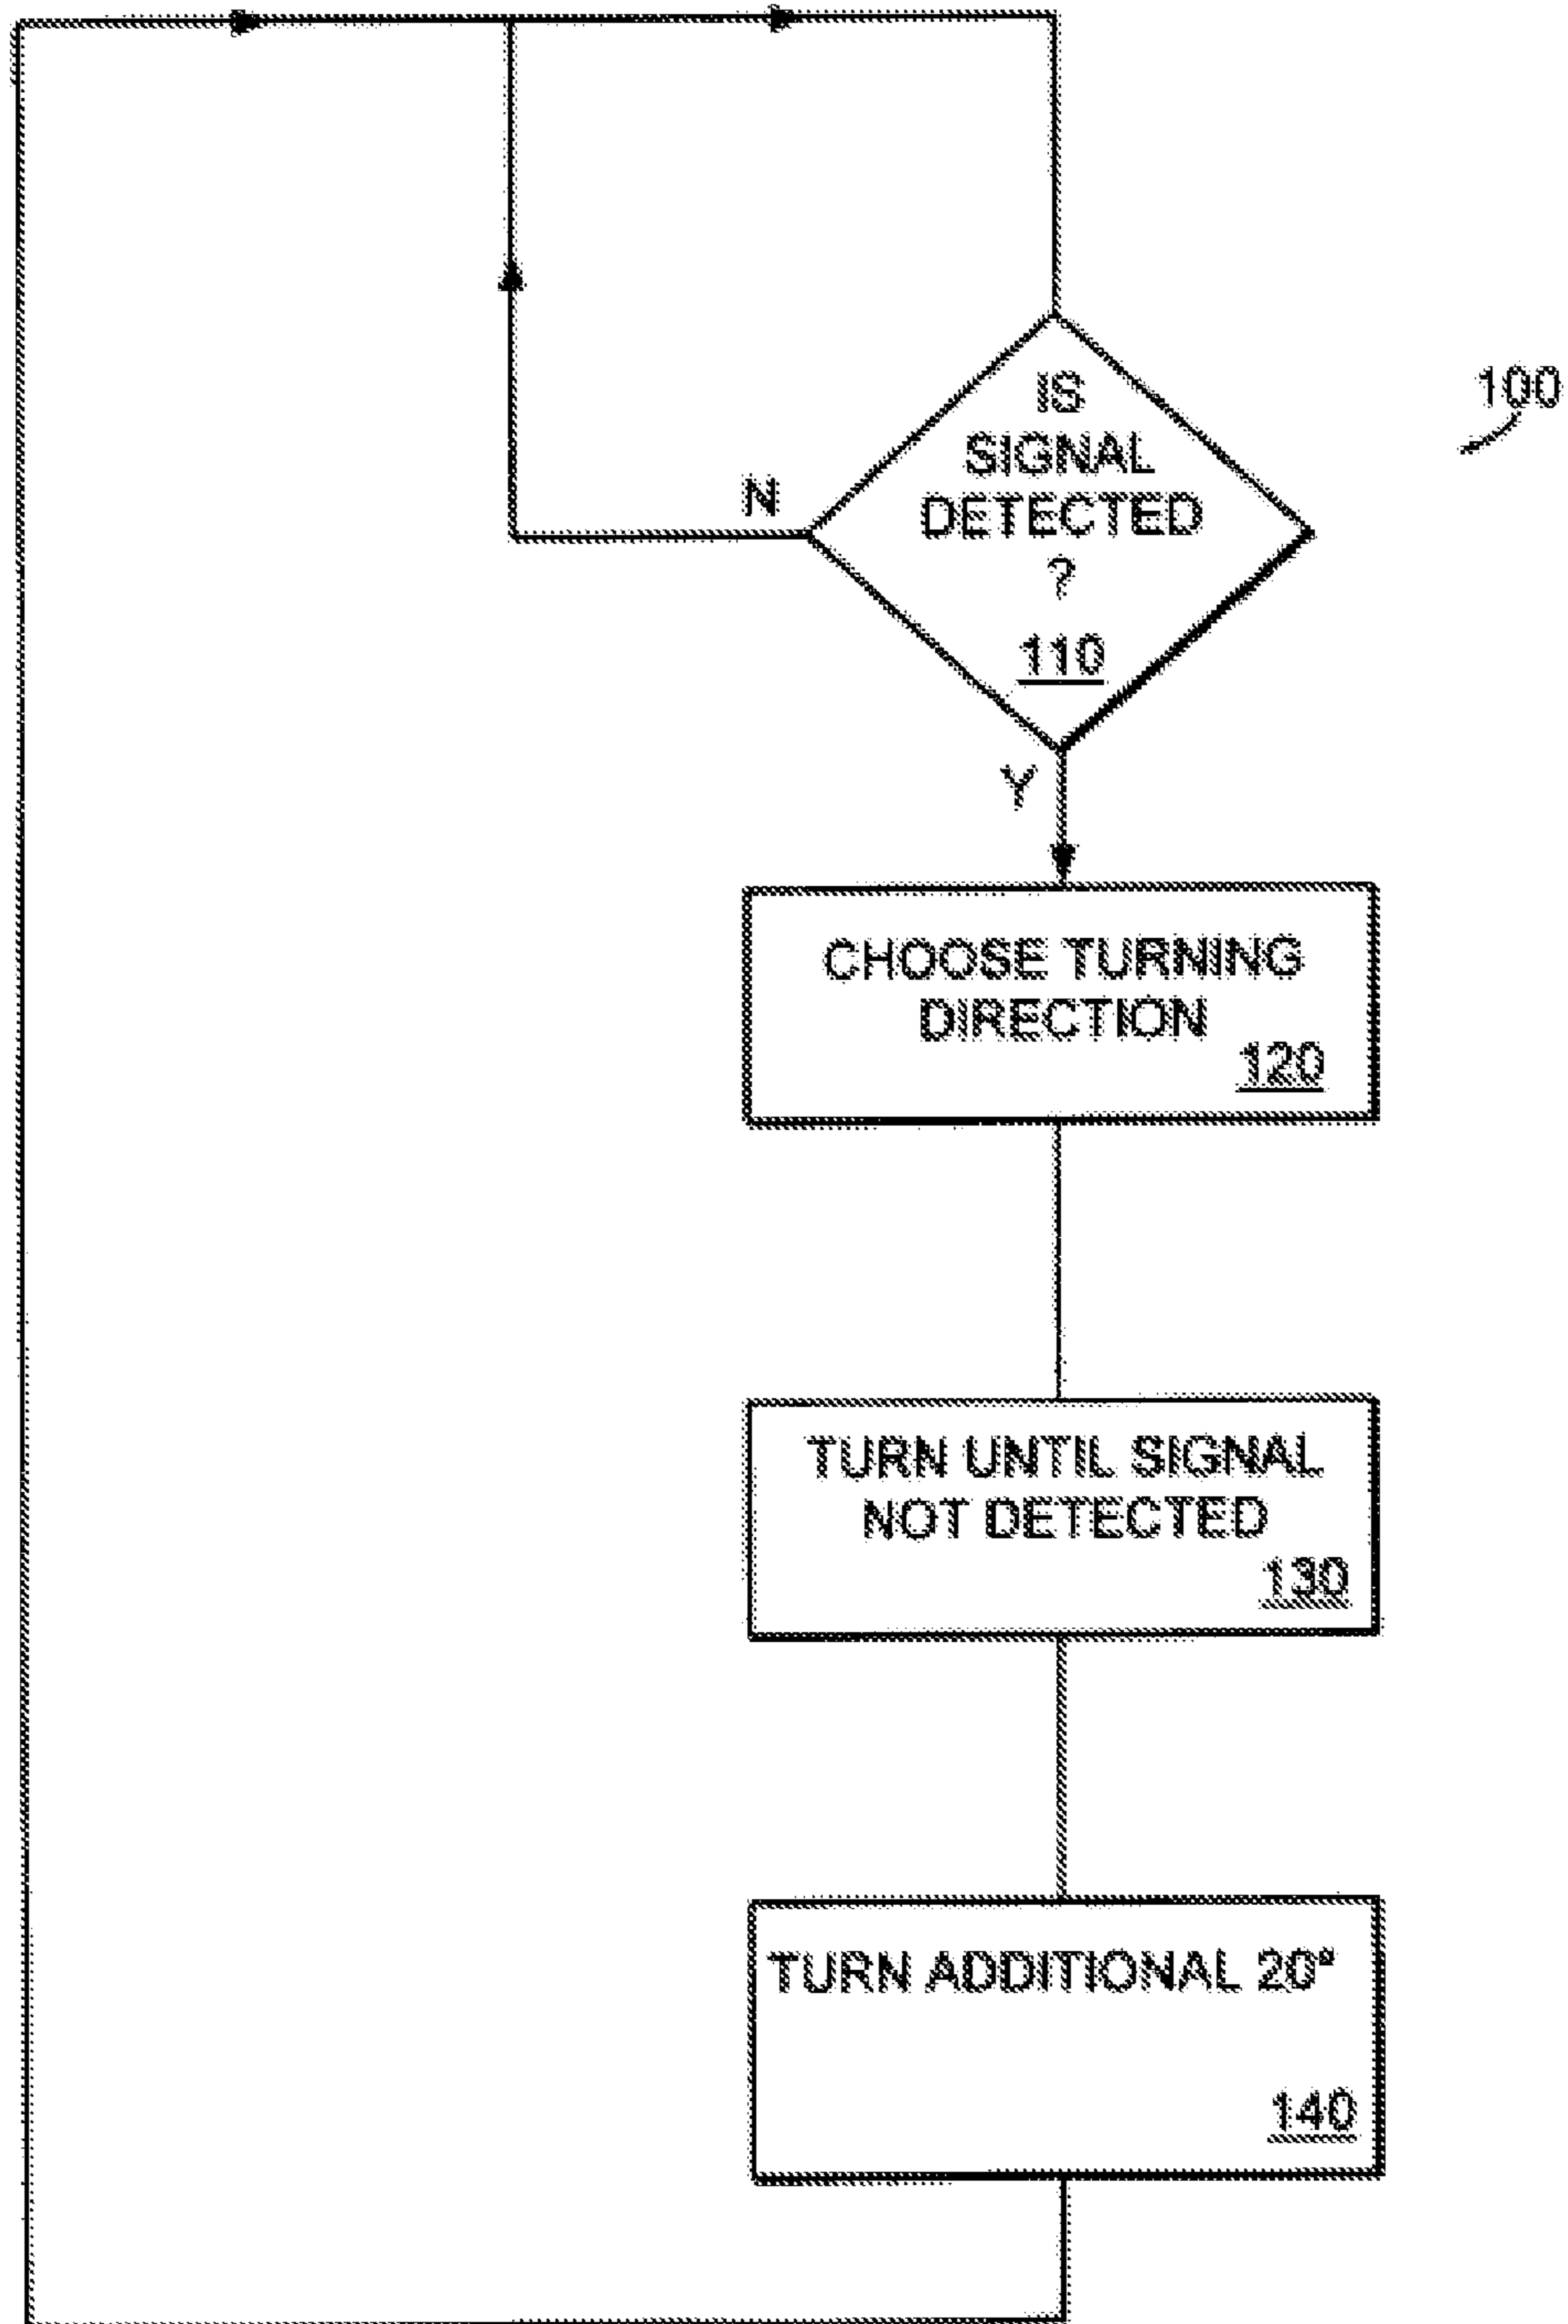 IS
SIGNAL
DETECTED
?
110
100
N
Y
CHOOSE TURNING
DIRECTION
120
TURN UNTIL SIGNAL
NOT DETECTED
130
TURN ADDITIONAL 20°
140